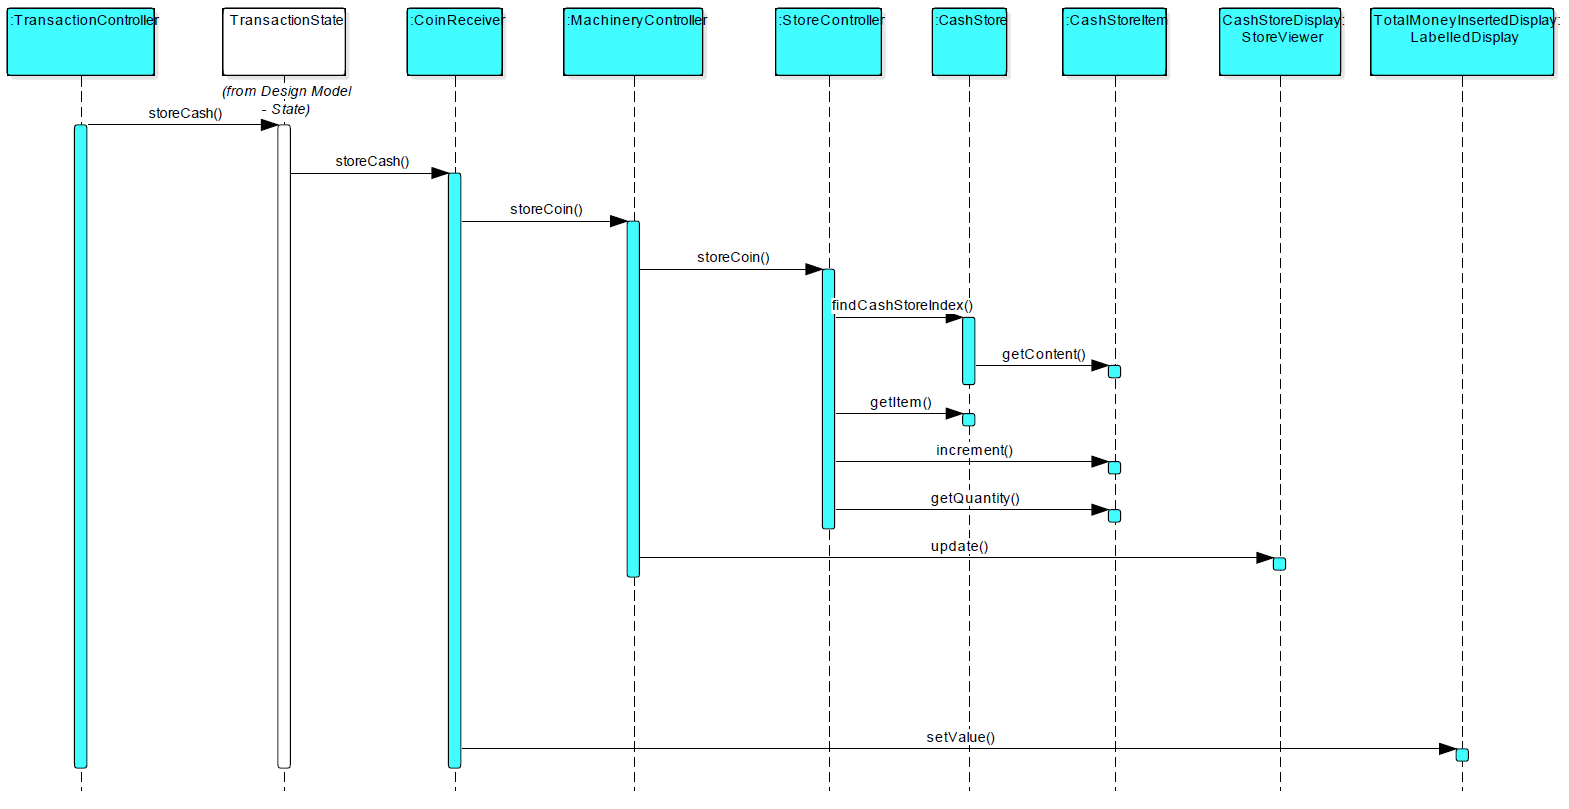 :TransactionController
TransactionState
:CoinReceiver
:MachineryController
:StoreController
:CashStore
:CashStoreItem
CashStoreDisplay:
StoreViewer
TotalMoneyInsertedDisplay:
LabelledDisplay
(from Design Model
- State)
storeCash()
storeCash()
storeCoin()
storeCoin()
findCashStoreIndex()
getContent()
getItem()
increment()
getQuantity()
update()
setValue()